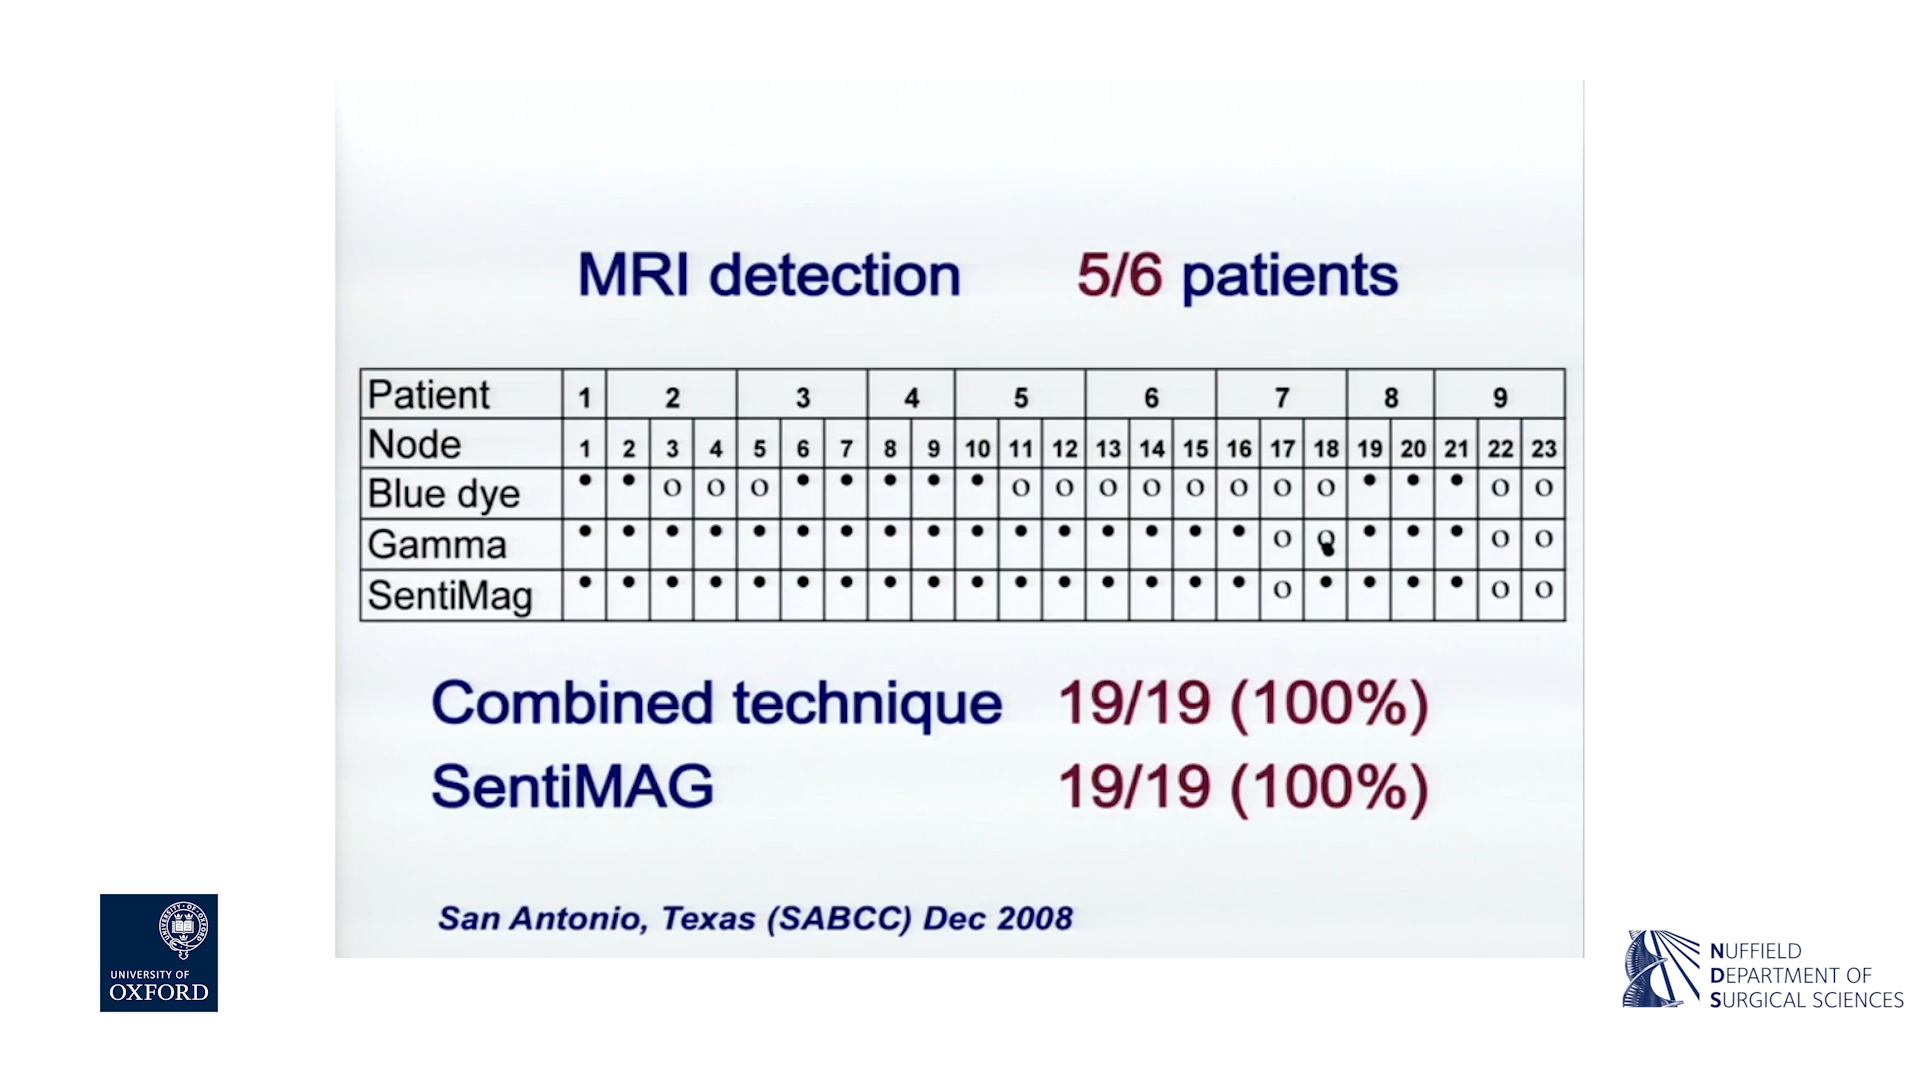 MRI detection 5/6 patients
Patient 1 2 3 4 5 6 7 8 9
Node 1 2 3 4 5 6 7 8 9 10 11 12 13 14 15 16 17 18 19 20 21 22 23
Blue dye • • o o o • • • • • o o o o o o o o • • • o o
Gamma • • • • • • • • • • • • • • • • o o • • • o o
SentiMag • • • • • • • • • • • • • • • • o • • • • o o
Combined technique 19/19 (100%)
SentiMAG 19/19 (100%)
San Antonio, Texas (SABCC) Dec 2008
UNIVERSITY OF
OXFORD
NUFFIELD
DEPARTMENT OF
SURGICAL SCIENCES